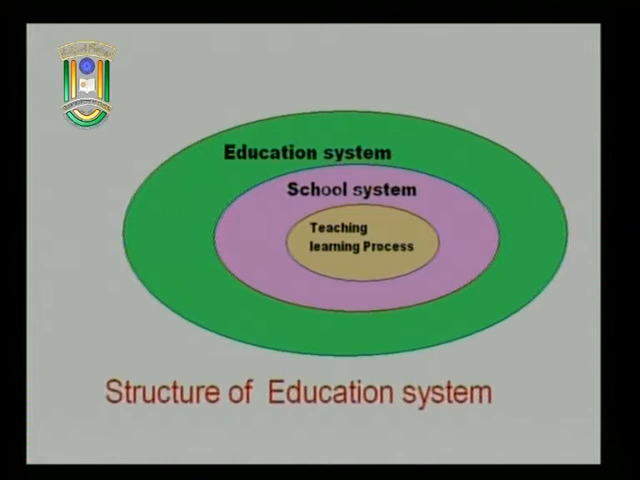 Education system
School system
Teaching
learning Process
Structure of Education system